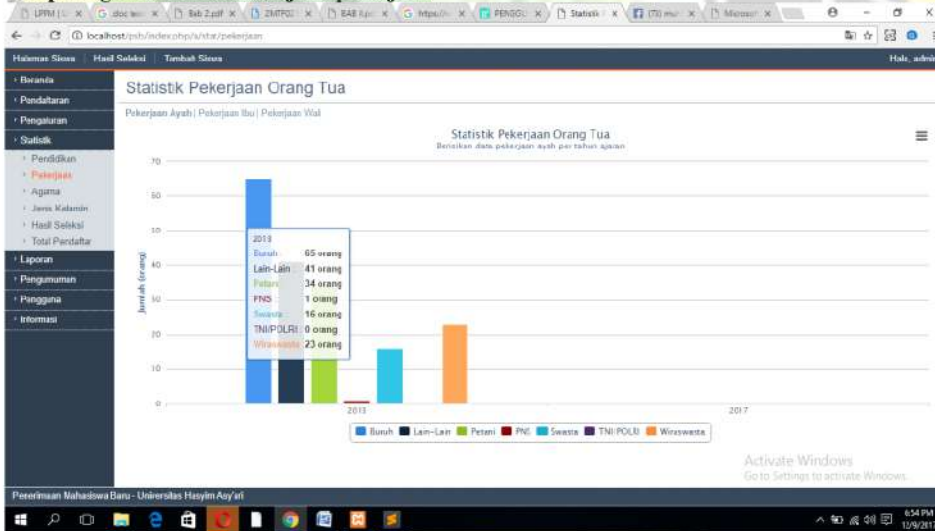 Bab 2.pdf
Statistik
localhost/psb/index.php/a/stat/pekerjaan
Halaman Siswa Hasil Seleksi Tambah Siswa
Halo, admin
Beranda
Pendaftaran
Pengaturan
Statistik
Pendidikan
Pekerjaan
Agama
Jenis Kelamin
Hasil Seleksi
Total Pendaftar
Laporan
Pengumuman
Pengguna
Informasi
Statistik Pekerjaan Orang Tua
Pekerjaan Ayah | Pekerjaan Ibu | Pekerjaan Wali
Statistik Pekerjaan Orang Tua
Berisikan data pekerjaan ayah per tahun ajaran
Jumlah (orang)
70
60
50
40
30
20
10
0
Buruh : 65 orang
Lain-Lain : 41 orang
Petani : 34 orang
PNS : 1 orang
Swasta : 16 orang
TNI/POLRI : 0 orang
Wiraswasta : 23 orang
2017
Buruh Lain-Lain Petani PNS Swasta TNI/POLRI Wiraswasta
Activate Windows
Go to Settings to activate Windows.
Penerimaan Mahasiswa Baru - Universitas Hasyim Asy'ari
6:54 PM